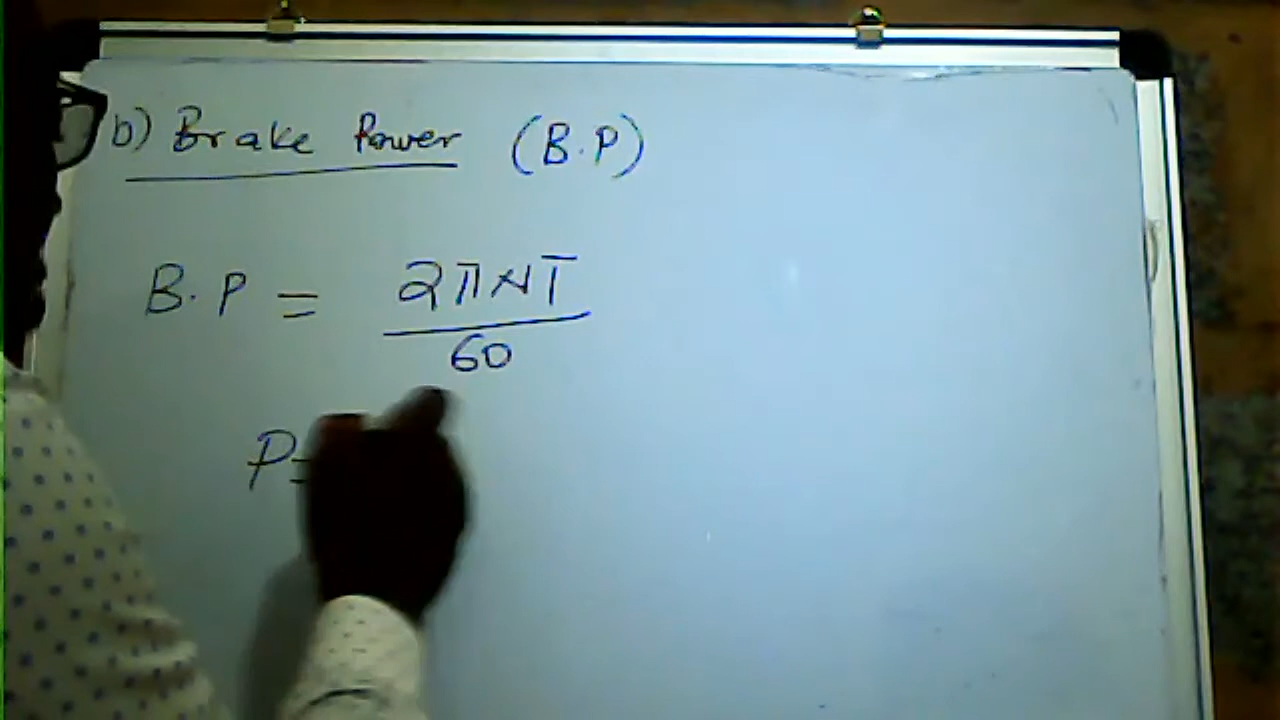 b) Brake Power (B.P)
B.P = 2πNT
60
P=